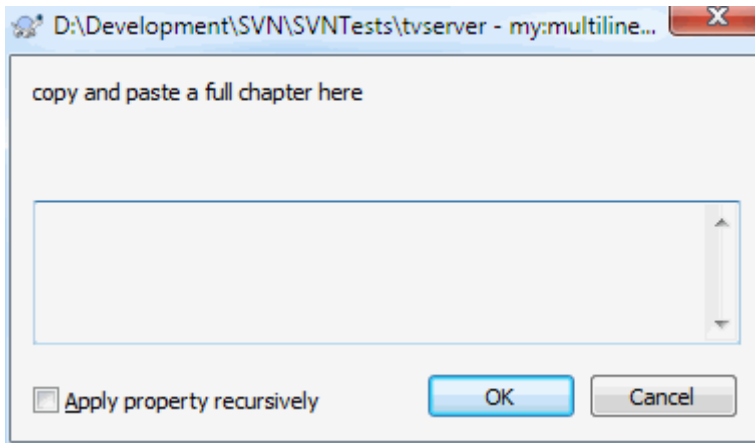 D:\Development\SVN\SVNTests\tvserver - my:multiline...
copy and paste a full chapter here
Apply property recursively
OK
Cancel